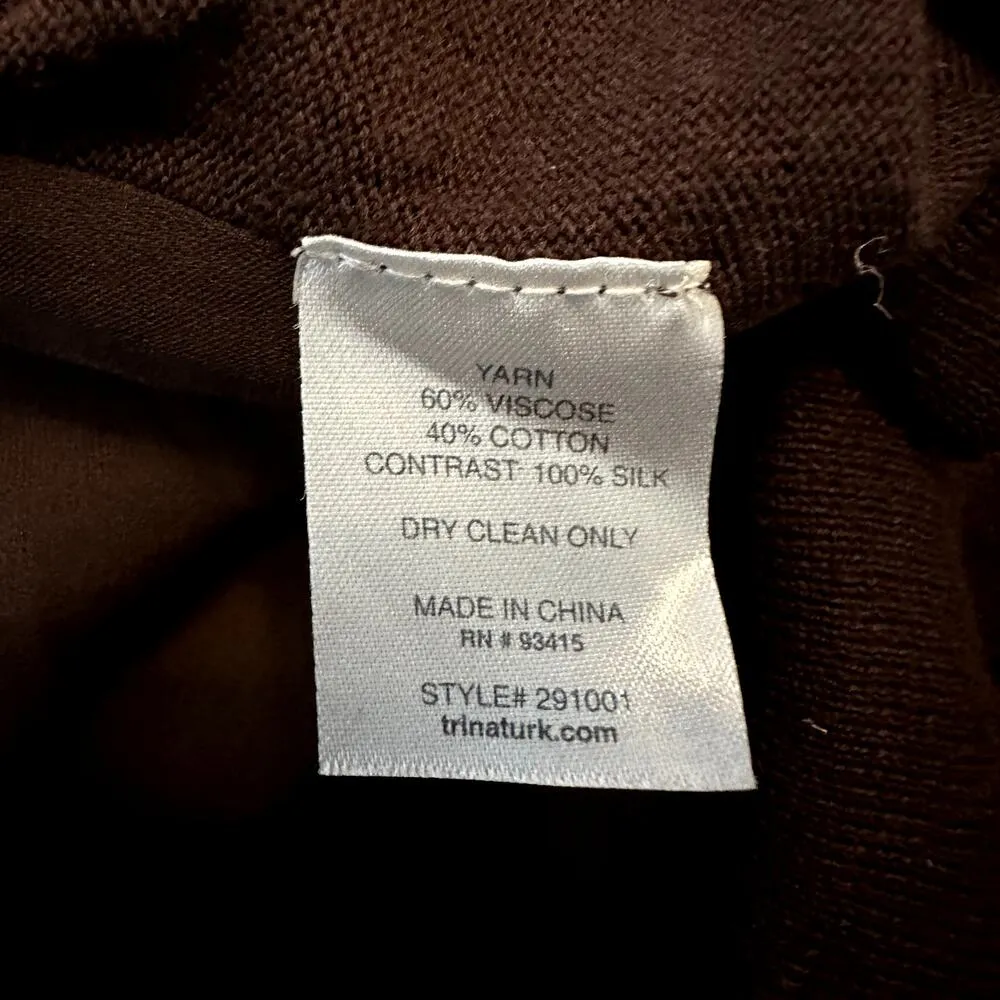 YARN
60% VISCOSE
40% COTTON
CONTRAST: 100% SILK
DRY CLEAN ONLY
MADE IN CHINA
RN # 93415
STYLE# 291001
trinaturk.com